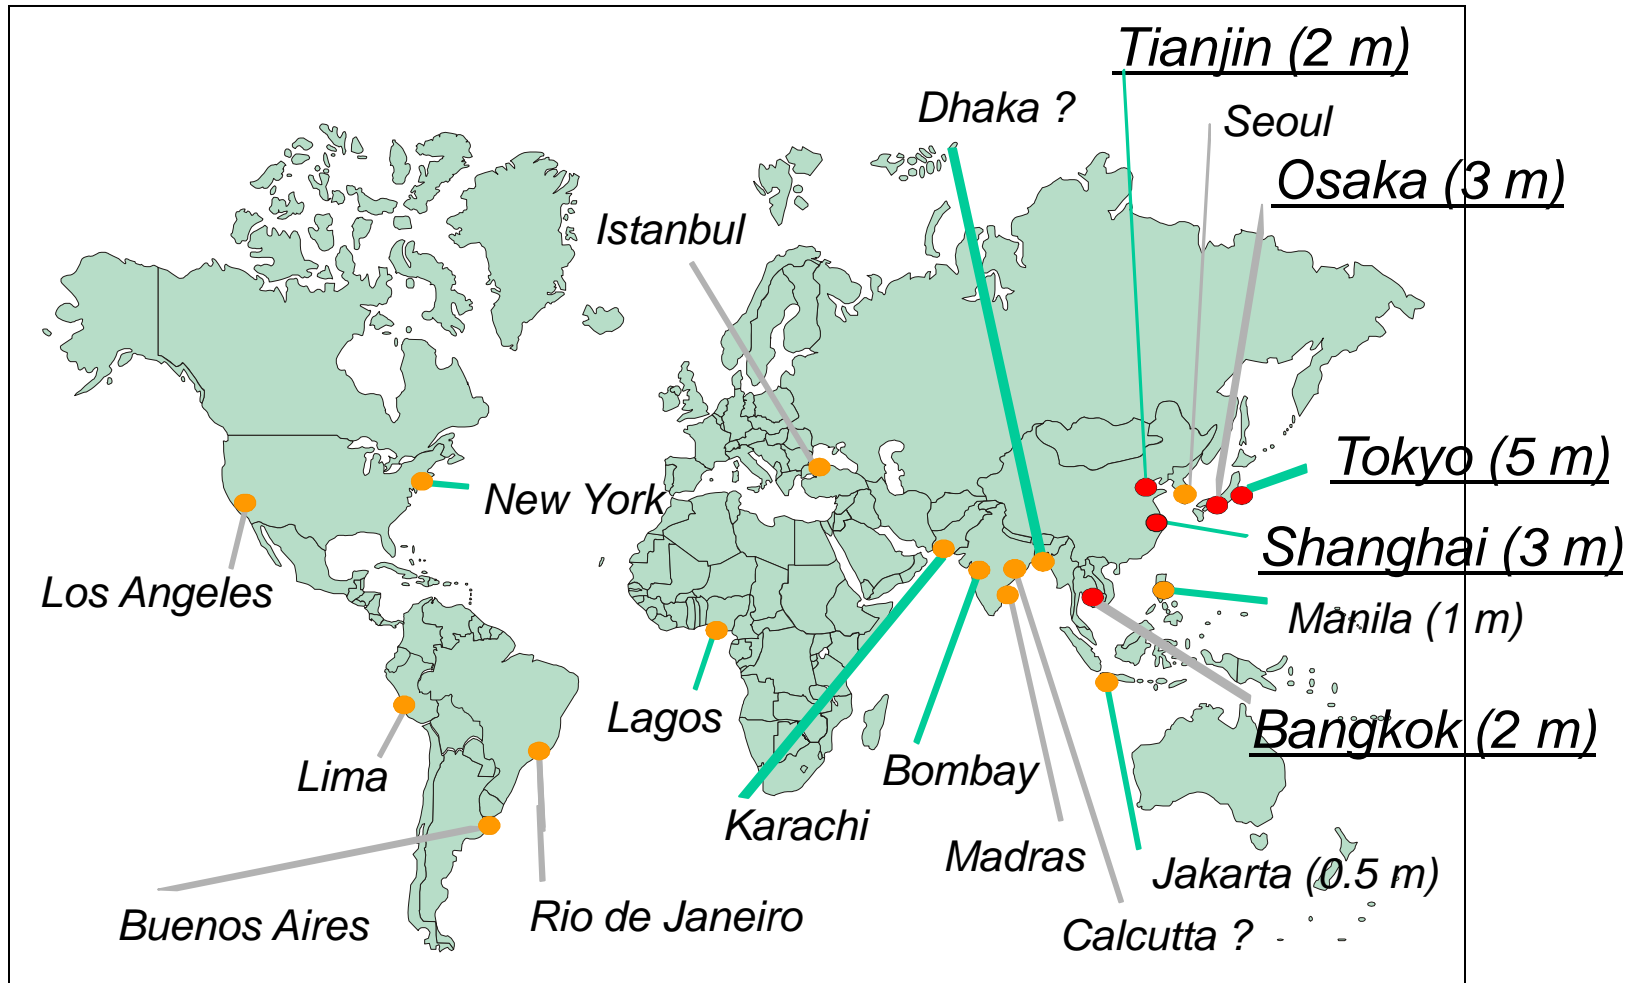 Tianjin (2 m)
Dhaka ?
Seoul
Osaka (3 m)
Istanbul
Tokyo (5 m)
New York
Shanghai (3 m)
Los Angeles
Manila (1 m)
Lagos
Bangkok (2 m)
Lima
Bombay
Karachi
Madras
Jakarta (0.5 m)
Buenos Aires
Rio de Janeiro
Calcutta ?